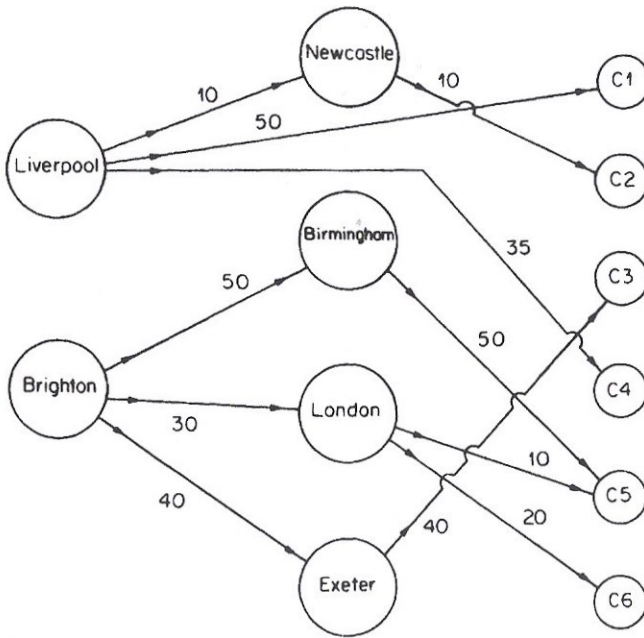 Newcastle
10
10
C1
50
Liverpool
C2
Birmingham
35
C3
50
50
Brighton
London
C4
30
10
C5
40
20
40
Exeter
C6